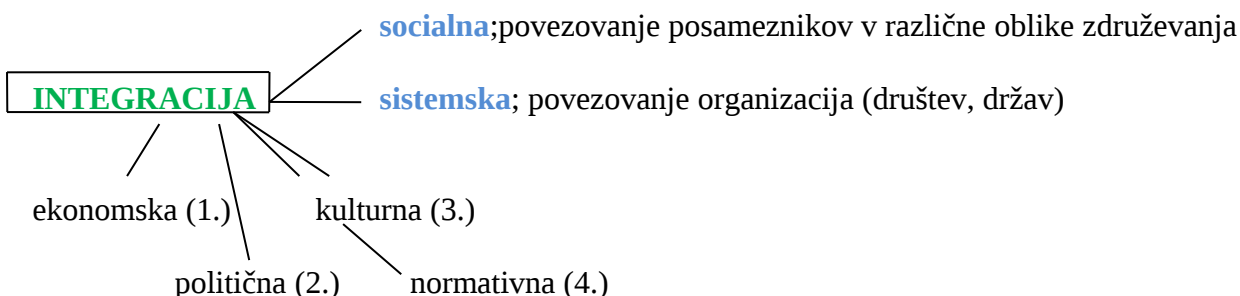 socialna;povezovanje posameznikov v različne oblike združevanja
INTEGRACIJA
sistemska; povezovanje organizacija (društev, držav)
ekonomska (1.)
kulturna (3.)
politična (2.)
normativna (4.)